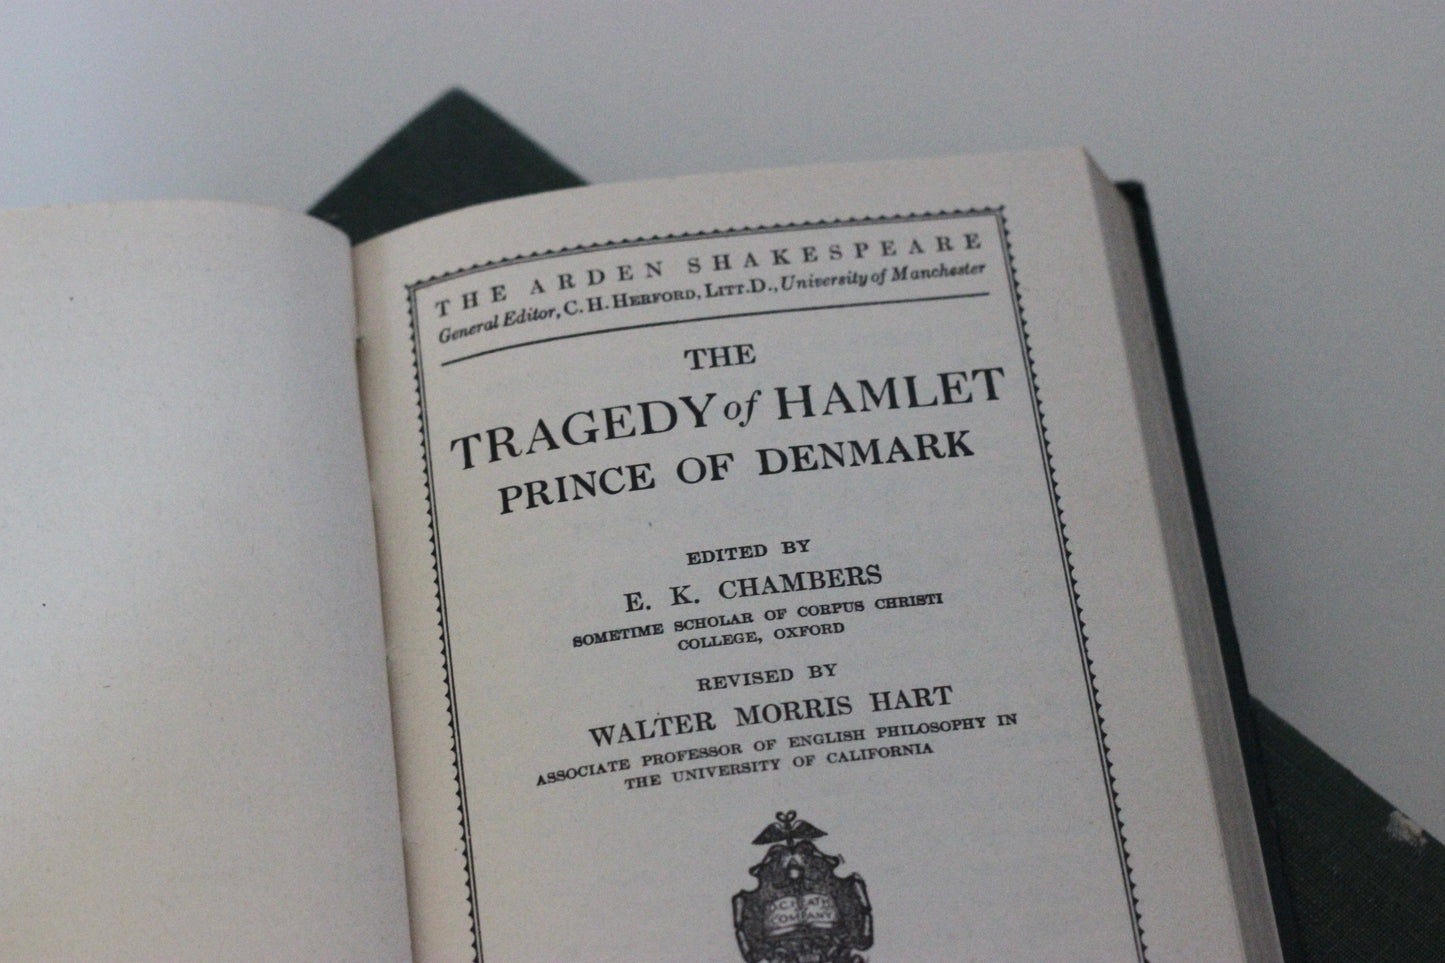 THE ARDEN SHAKESPEARE
General Editor, C. H. HERFORD, LITT.D., University of Manchester
THE
TRAGEDY of HAMLET
PRINCE OF DENMARK
EDITED BY
E. K. CHAMBERS
SOMETIME SCHOLAR OF CORPUS CHRISTI
COLLEGE, OXFORD
REVISED BY
WALTER MORRIS HART
ASSOCIATE PROFESSOR OF ENGLISH PHILOSOPHY IN
THE UNIVERSITY OF CALIFORNIA
D.C. HEATH
COMPANY